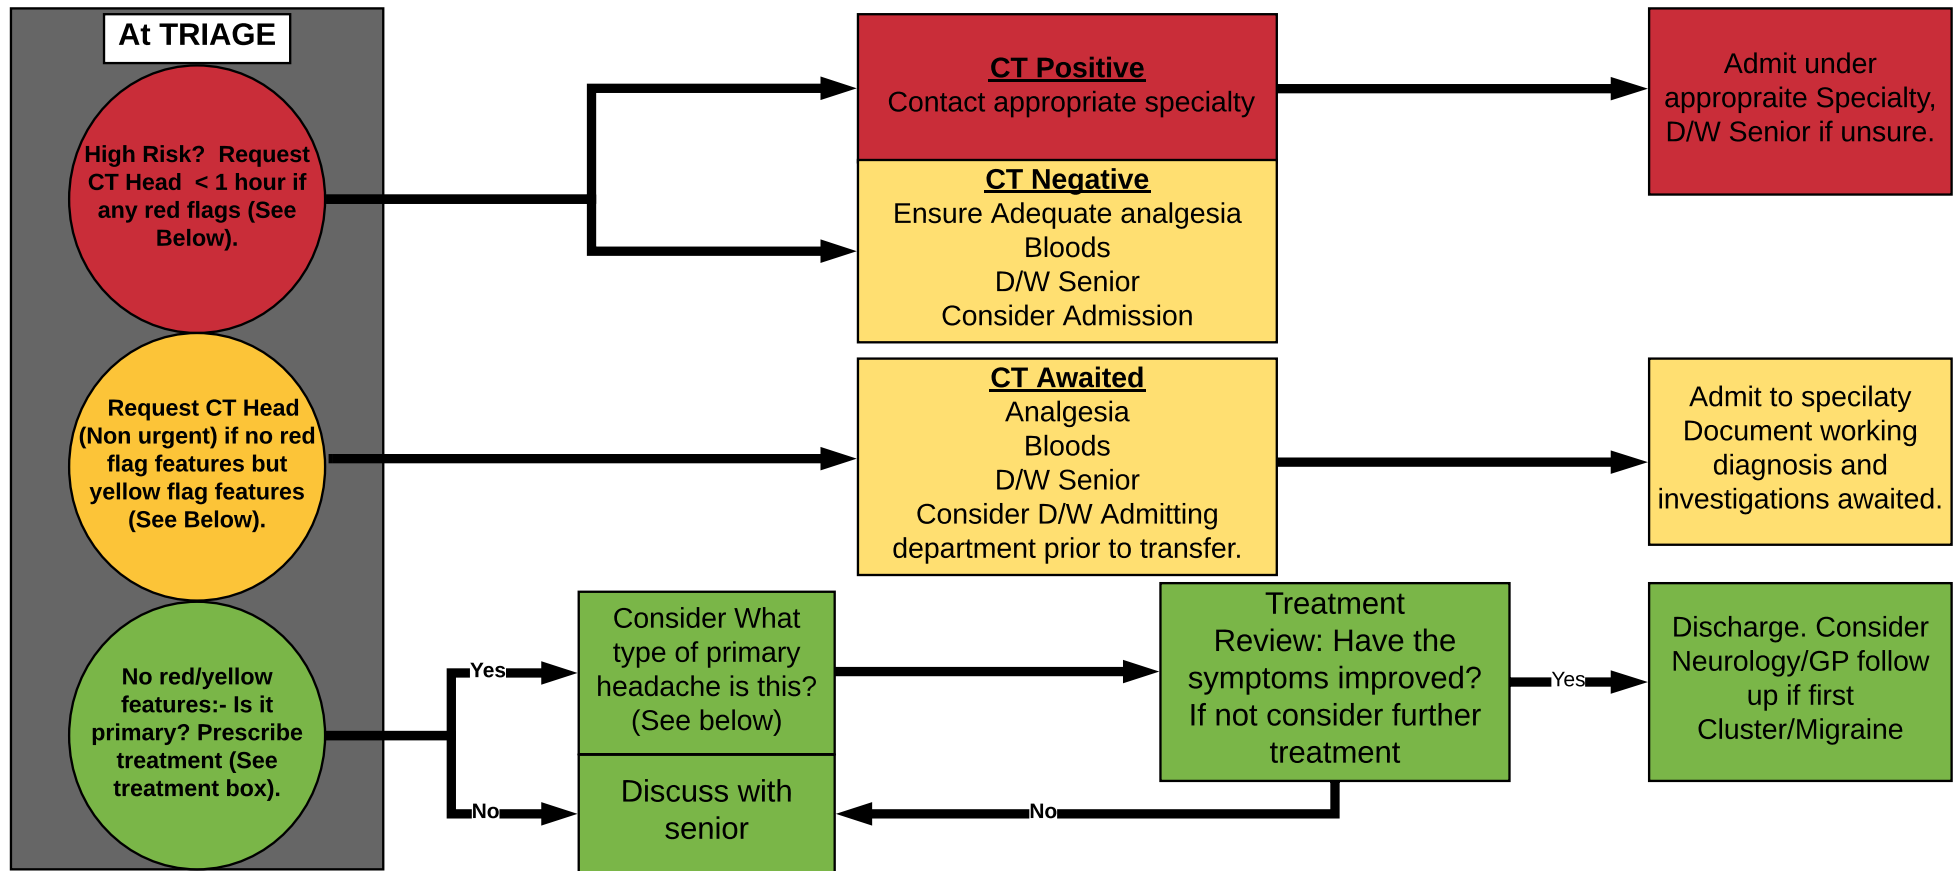 At TRIAGE
High Risk?  Request
CT Head  < 1 hour if
any red flags (See
Below).
CT Positive
Contact appropriate specialty
Admit under
appropraite Specialty,
D/W Senior if unsure.
CT Negative
Ensure Adequate analgesia
Bloods
D/W Senior
Consider Admission
Request CT Head
(Non urgent) if no red
flag features but
yellow flag features
(See Below).
CT Awaited
Analgesia
Bloods
D/W Senior
Consider D/W Admitting
department prior to transfer.
Admit to specilaty
Document working
diagnosis and
investigations awaited.
No red/yellow
features:- Is it
primary? Prescribe
treatment (See
treatment box).
Yes
No
Consider What
type of primary
headache is this?
(See below)
Discuss with
senior
Treatment
Review: Have the
symptoms improved?
If not consider further
treatment
No
Yes
Discharge. Consider
Neurology/GP follow
up if first
Cluster/Migraine